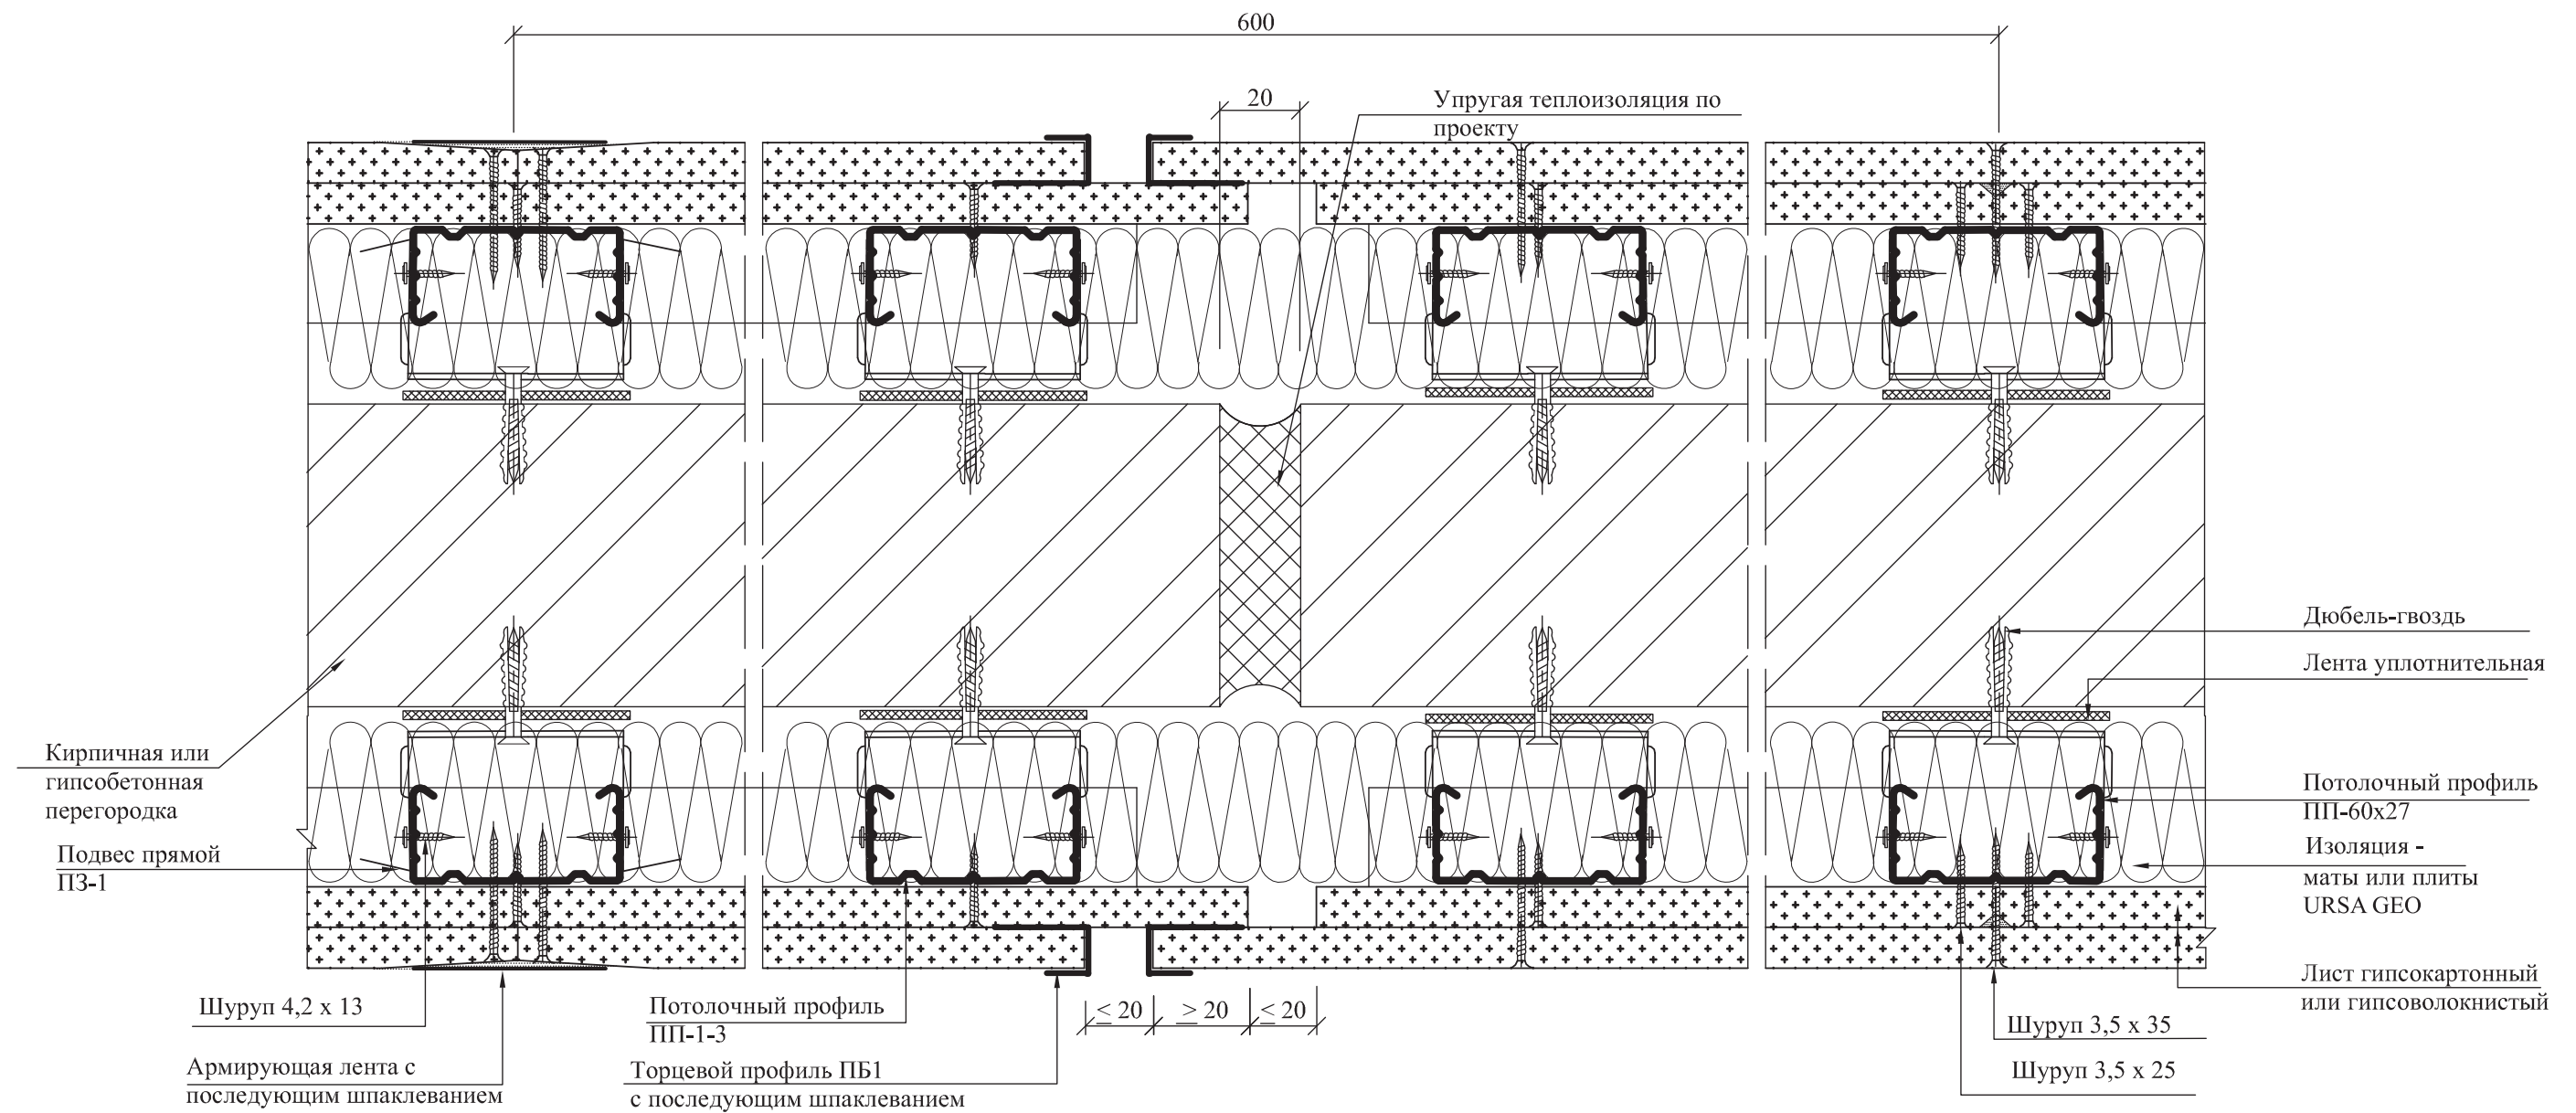 600
20
Упругая теплоизоляция по
проекту
Дюбель-гвоздь
Лента уплотнительная
Кирпичная или
гипсобетонная
перегородка
Потолочный профиль
ПП-60х27
Подвес прямой
ПЗ-1
Изоляция -
маты или плиты
URSA GEO
Лист гипсокартонный
или гипсоволокнистый
Шуруп 4,2 х 13
Потолочный профиль
ПП-1-3
≤ 20
≥ 20
≤ 20
Шуруп 3,5 х 35
Армирующая лента с
последующим шпаклеванием
Торцевой профиль ПБ1
с последующим шпаклеванием
Шуруп 3,5 х 25